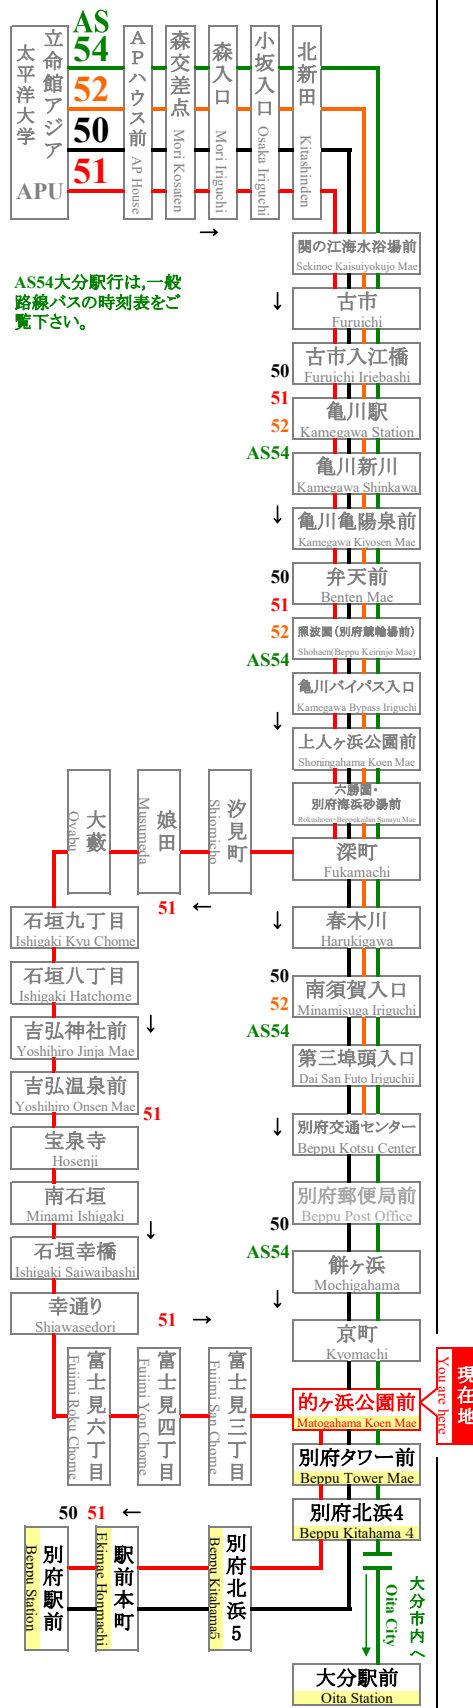 AS
54
52
50
51
立命館アジア
太平洋大学
APU
APハウス前
AP House
森交差点
Mori Kosaten
森入口
Mori Iriguchi
小坂入口
Osaka Iriguchi
北新田
Kitashinden
→
AS54大分駅行は,一般
路線バスの時刻表をご
覧下さい。
関の江海水浴場前
Sekinoe Kaisuiyokujo Mae
↓
古市
Furuichi
古市入江橋
Furuichi Iriebashi
50
51
52
AS54
亀川駅
Kamegawa Station
亀川新川
Kamegawa Shinkawa
↓
亀川亀陽泉前
Kamegawa Kiyosen Mae
50
51
52
AS54
弁天前
Benten Mae
照波園(別府競輪場前)
Shohaen(Beppu Keirinjo Mae)
亀川バイパス入口
Kamegawa Bypass Iriguchi
↓
上人ヶ浜公園前
Shoningahama Koen Mae
六勝園・
別府海浜砂湯前
Rokushoen・Beppukaihin Sunayu Mae
深町
Fukamachi
汐見町
Shiomicho
娘田
Musumeda
大藪
Oyabu
51 ←
石垣九丁目
Ishigaki Kyu Chome
石垣八丁目
Ishigaki Hatchome
↓
吉弘神社前
Yoshihiro Jinja Mae
吉弘温泉前
Yoshihiro Onsen Mae
51
宝泉寺
Hosenji
南石垣
Minami Ishigaki
↓
石垣幸橋
Ishigaki Saiwaibashi
幸通り
Shiawasedori
51 →
富士見六丁目
Fujimi Roku Chome
富士見四丁目
Fujimi Yon Chome
富士見三丁目
Fujimi San Chome
↓
春木川
Harukigawa
50
52
AS54
南須賀入口
Minamisuga Iriguchi
第三埠頭入口
Dai San Futo Iriguchii
↓
別府交通センター
Beppu Kotsu Center
別府郵便局前
Beppu Post Office
50
AS54
餅ヶ浜
Mochigahama
↓
京町
Kyomachi
的ヶ浜公園前
Matogahama Koen Mae
現在地
You are here
別府タワー前
Beppu Tower Mae
別府北浜4
Beppu Kitahama 4
50 51 ←
別府北浜5
Beppu Kitahama5
駅前本町
Ekimae Honmachi
別府駅前
Beppu Station
大分市内へ
Oita City
大分駅前
Oita Station